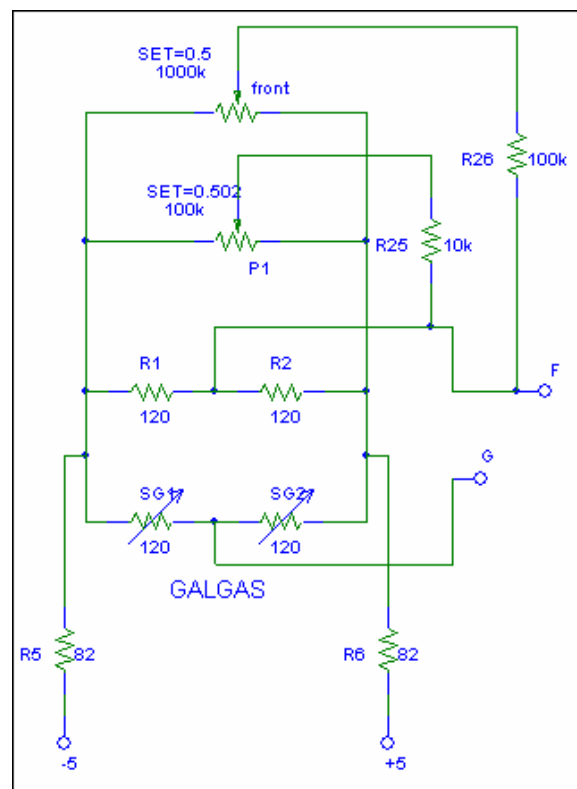 SET=0.5
1000k
front
R26
100k
SET=0.502
100k
R25
10k
P1
R1
R2
120
120
F
G
SG1
SG2
120
120
GALGAS
R5
82
R6
82
-5
+5